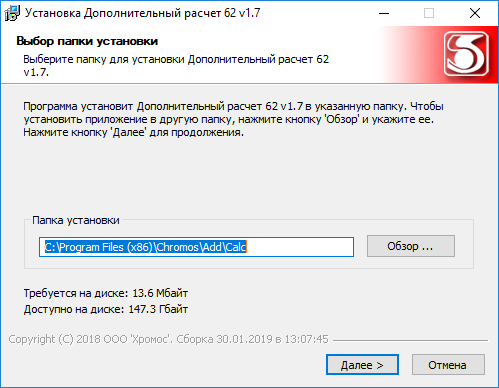 Установка Дополнительный расчет 62 v1.7
Выбор папки установки
Выберите папку для установки Дополнительный расчет 62
v1.7.
Программа установит Дополнительный расчет 62 v1.7 в указанную папку. Чтобы
установить приложение в другую папку, нажмите кнопку 'Обзор' и укажите ее.
Нажмите кнопку 'Далее' для продолжения.
Папка установки
C:\Program Files (x86)\Chromos\Add\Calc
Обзор ...
Требуется на диске: 13.6 Мбайт
Доступно на диске: 147.3 Гбайт
Copyright (C) 2018 ООО 'Хромос'. Сборка 30.01.2019 в 13:07:45
Далее >
Отмена